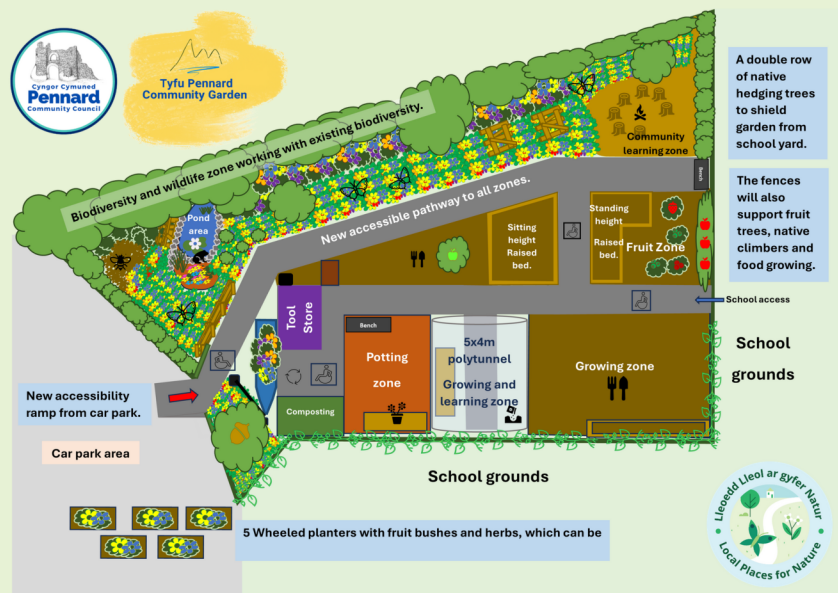 Cyngor Cymuned
Pennard
Community Council
Tyfu Pennard
Community Garden
Biodiversity and wildlife zone working with existing biodiversity.
Community
learning zone
A double row
of native
hedging trees
to shield
garden from
school yard.
The fences
will also
support fruit
trees, native
climbers and
food growing.
Bench
New accessible pathway to all zones.
Pond
area
Sitting
height
Raised
bed.
Standing
height
Raised
bed.
Fruit Zone
School access
Tool
Store
Bench
Potting
zone
5x4m
polytunnel
Growing and
learning zone
Growing zone
School
grounds
New accessibility
ramp from car park.
Composting
Car park area
School grounds
5 Wheeled planters with fruit bushes and herbs, which can be
Lleoedd Lleol ar gyfer Natur
Local Places for Nature